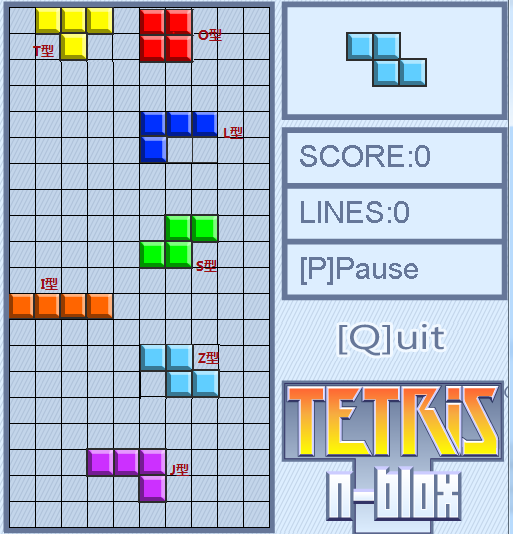 T型
O型
L型
S型
I型
Z型
J型
SCORE:0
LINES:0
[P]Pause
[Q]uit
TETRiS
n-blox